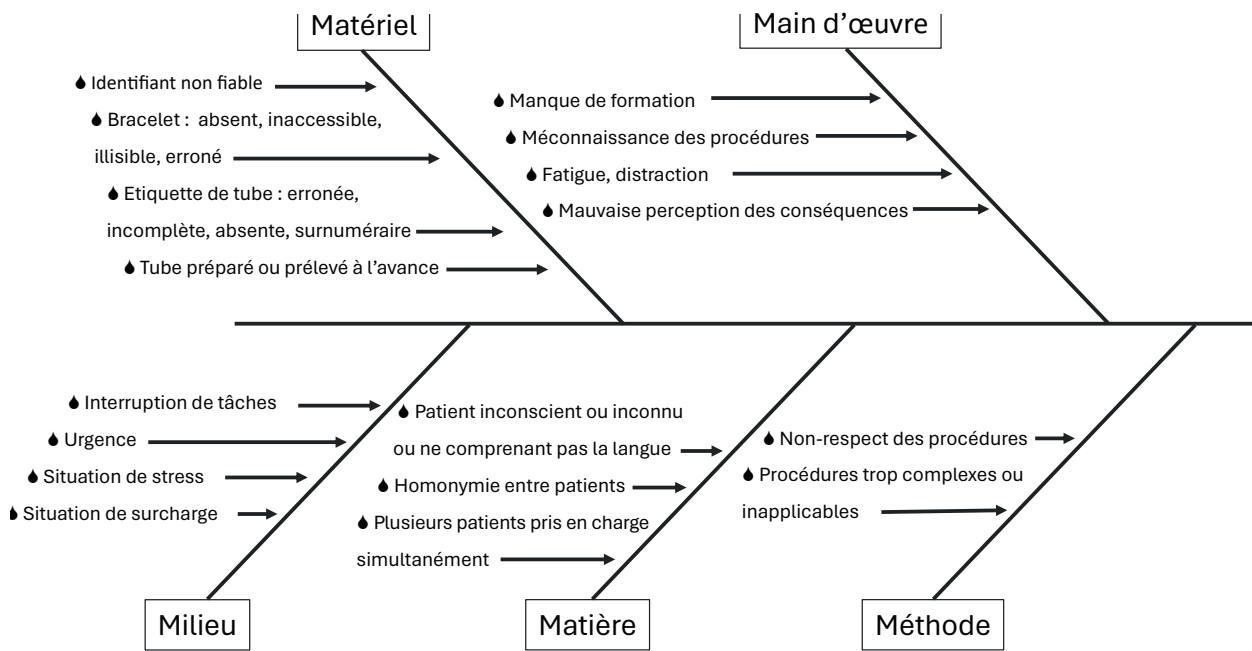 Matériel
Identifiant non fiable
Bracelet : absent, inaccessible,
illisible, erroné
Etiquette de tube : erronée,
incomplète, absente, surnuméraire
Tube préparé ou prélevé à l’avance
Main d’œuvre
Manque de formation
Méconnaissance des procédures
Fatigue, distraction
Mauvaise perception des conséquences
Interruption de tâches
Urgence
Situation de stress
Situation de surcharge
Milieu
Patient inconscient ou inconnu
ou ne comprenant pas la langue
Homonymie entre patients
Plusieurs patients pris en charge
simultanément
Matière
Non-respect des procédures
Procédures trop complexes ou
inapplicables
Méthode